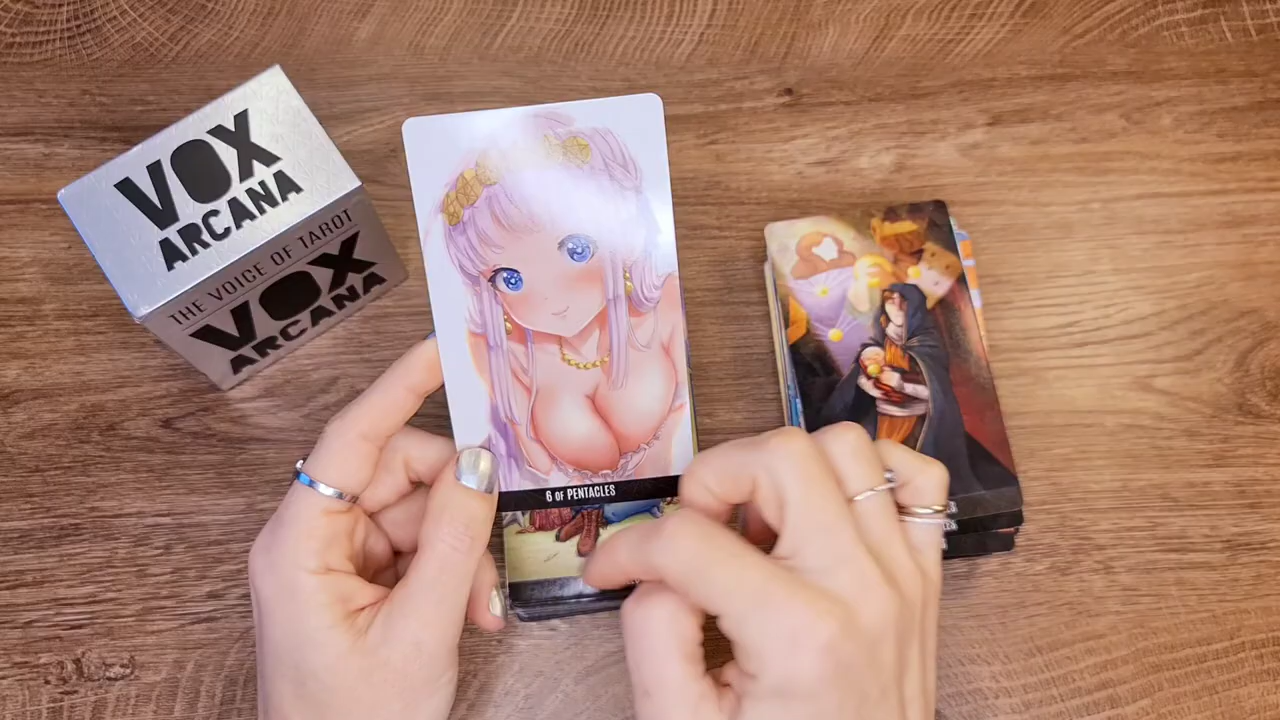 VOX
ARCANA
THE VOICE OF TAROT
VOX
ARCANA
6 OF PENTACLES